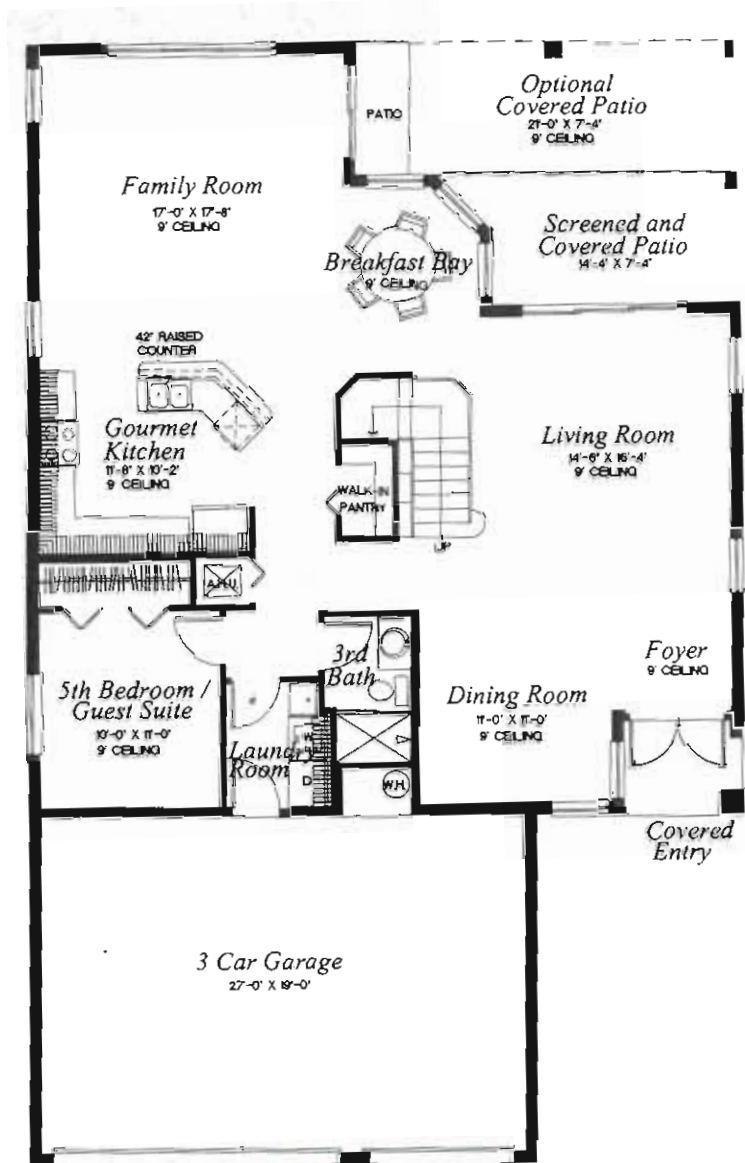 Optional
Covered Patio
21'-0" X 7'-4"
9' CEILING
PATIO
Family Room
17'-0" X 17'-8"
9' CEILING
Screened and
Covered Patio
14'-4" X 7'-4"
Breakfast Bay
9' CEILING
42" RAISED
COUNTER
Gourmet
Kitchen
11'-8" X 10'-2"
9' CEILING
Living Room
14'-6" X 16'-4"
9' CEILING
WALK-IN
PANTRY
UP
A.H.U.
3rd
Bath
Foyer
9' CEILING
5th Bedroom /
Guest Suite
10'-0" X 11'-0"
9' CEILING
Dining Room
11'-0" X 11'-0"
9' CEILING
Laundry
Room
W
D
W.H.
Covered
Entry
3 Car Garage
27'-0" X 19'-0"